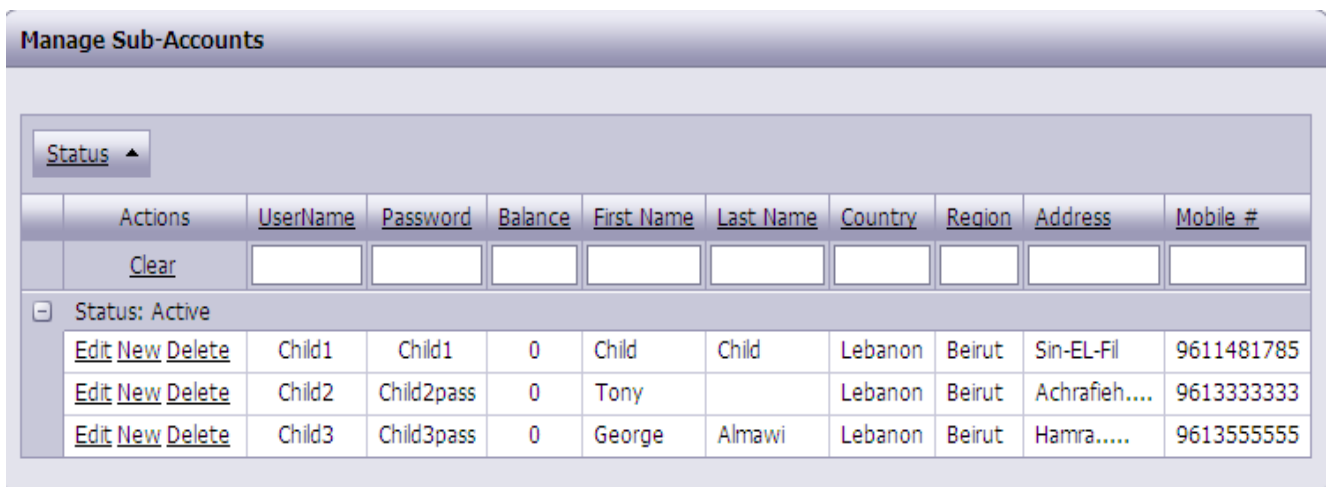 Manage Sub-Accounts
Status
Actions UserName Password Balance First Name Last Name Country Region Address Mobile #
Clear
Status: Active
Edit New Delete Child1 Child1 0 Child Child Lebanon Beirut Sin-EL-Fil 9611481785
Edit New Delete Child2 Child2pass 0 Tony Lebanon Beirut Achrafieh.... 9613333333
Edit New Delete Child3 Child3pass 0 George Almawi Lebanon Beirut Hamra..... 9613555555